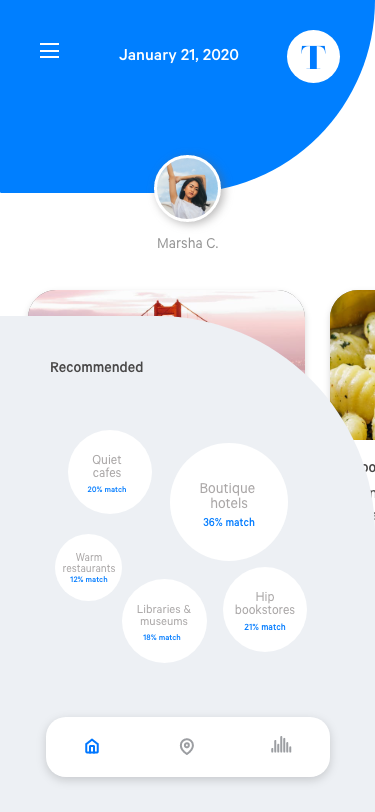 January 21, 2020
T
Marsha C.
Recommended
Quiet
cafes
20% match
Boutique
hotels
36% match
Warm
restaurants
12% match
Libraries &
museums
18% match
Hip
bookstores
21% match